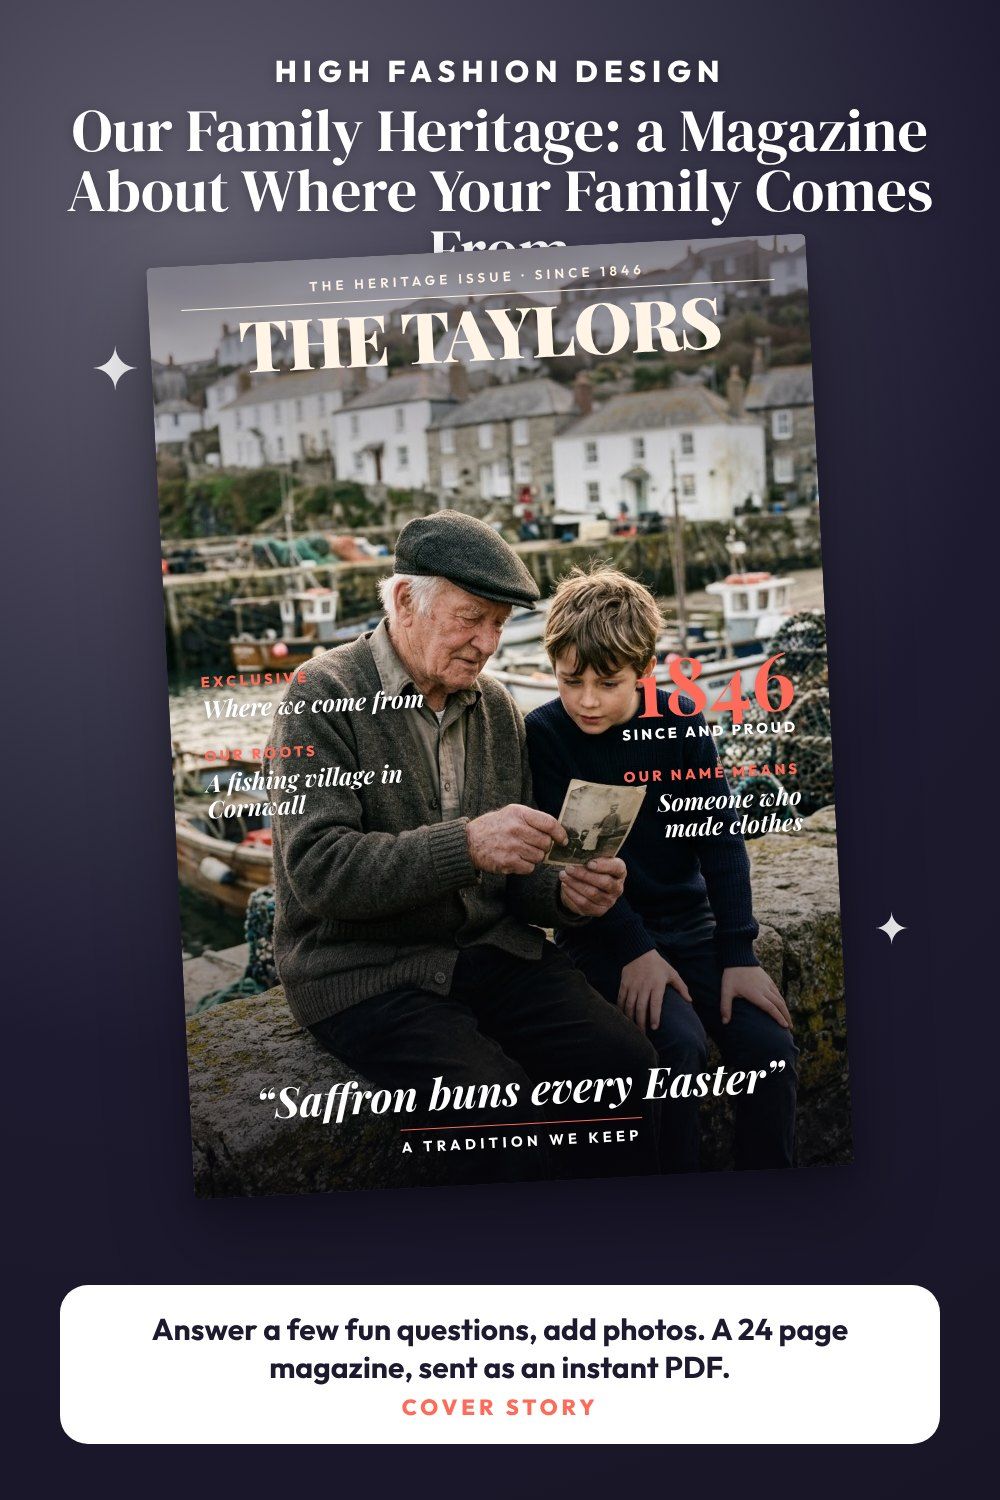 HIGH FASHION DESIGN
Our Family Heritage: a Magazine
About Where Your Family Comes
From
THE HERITAGE ISSUE · SINCE 1846
THE TAYLORS
EXCLUSIVE
Where we come from
OUR ROOTS
A fishing village in
Cornwall
1846
SINCE AND PROUD
OUR NAME MEANS
Someone who
made clothes
“Saffron buns every Easter”
A TRADITION WE KEEP
Answer a few fun questions, add photos. A 24 page
magazine, sent as an instant PDF.
COVER STORY